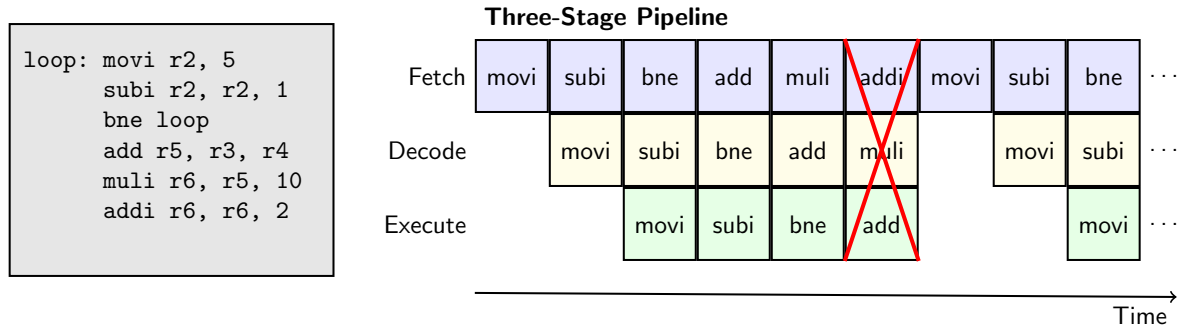 Three-Stage Pipeline
loop: movi r2, 5
subi r2, r2, 1
bne loop
add r5, r3, r4
muli r6, r5, 10
addi r6, r6, 2
Fetch movi subi bne add muli addi movi subi bne ...
Decode movi subi bne add muli movi subi ...
Execute movi subi bne add movi ...
Time